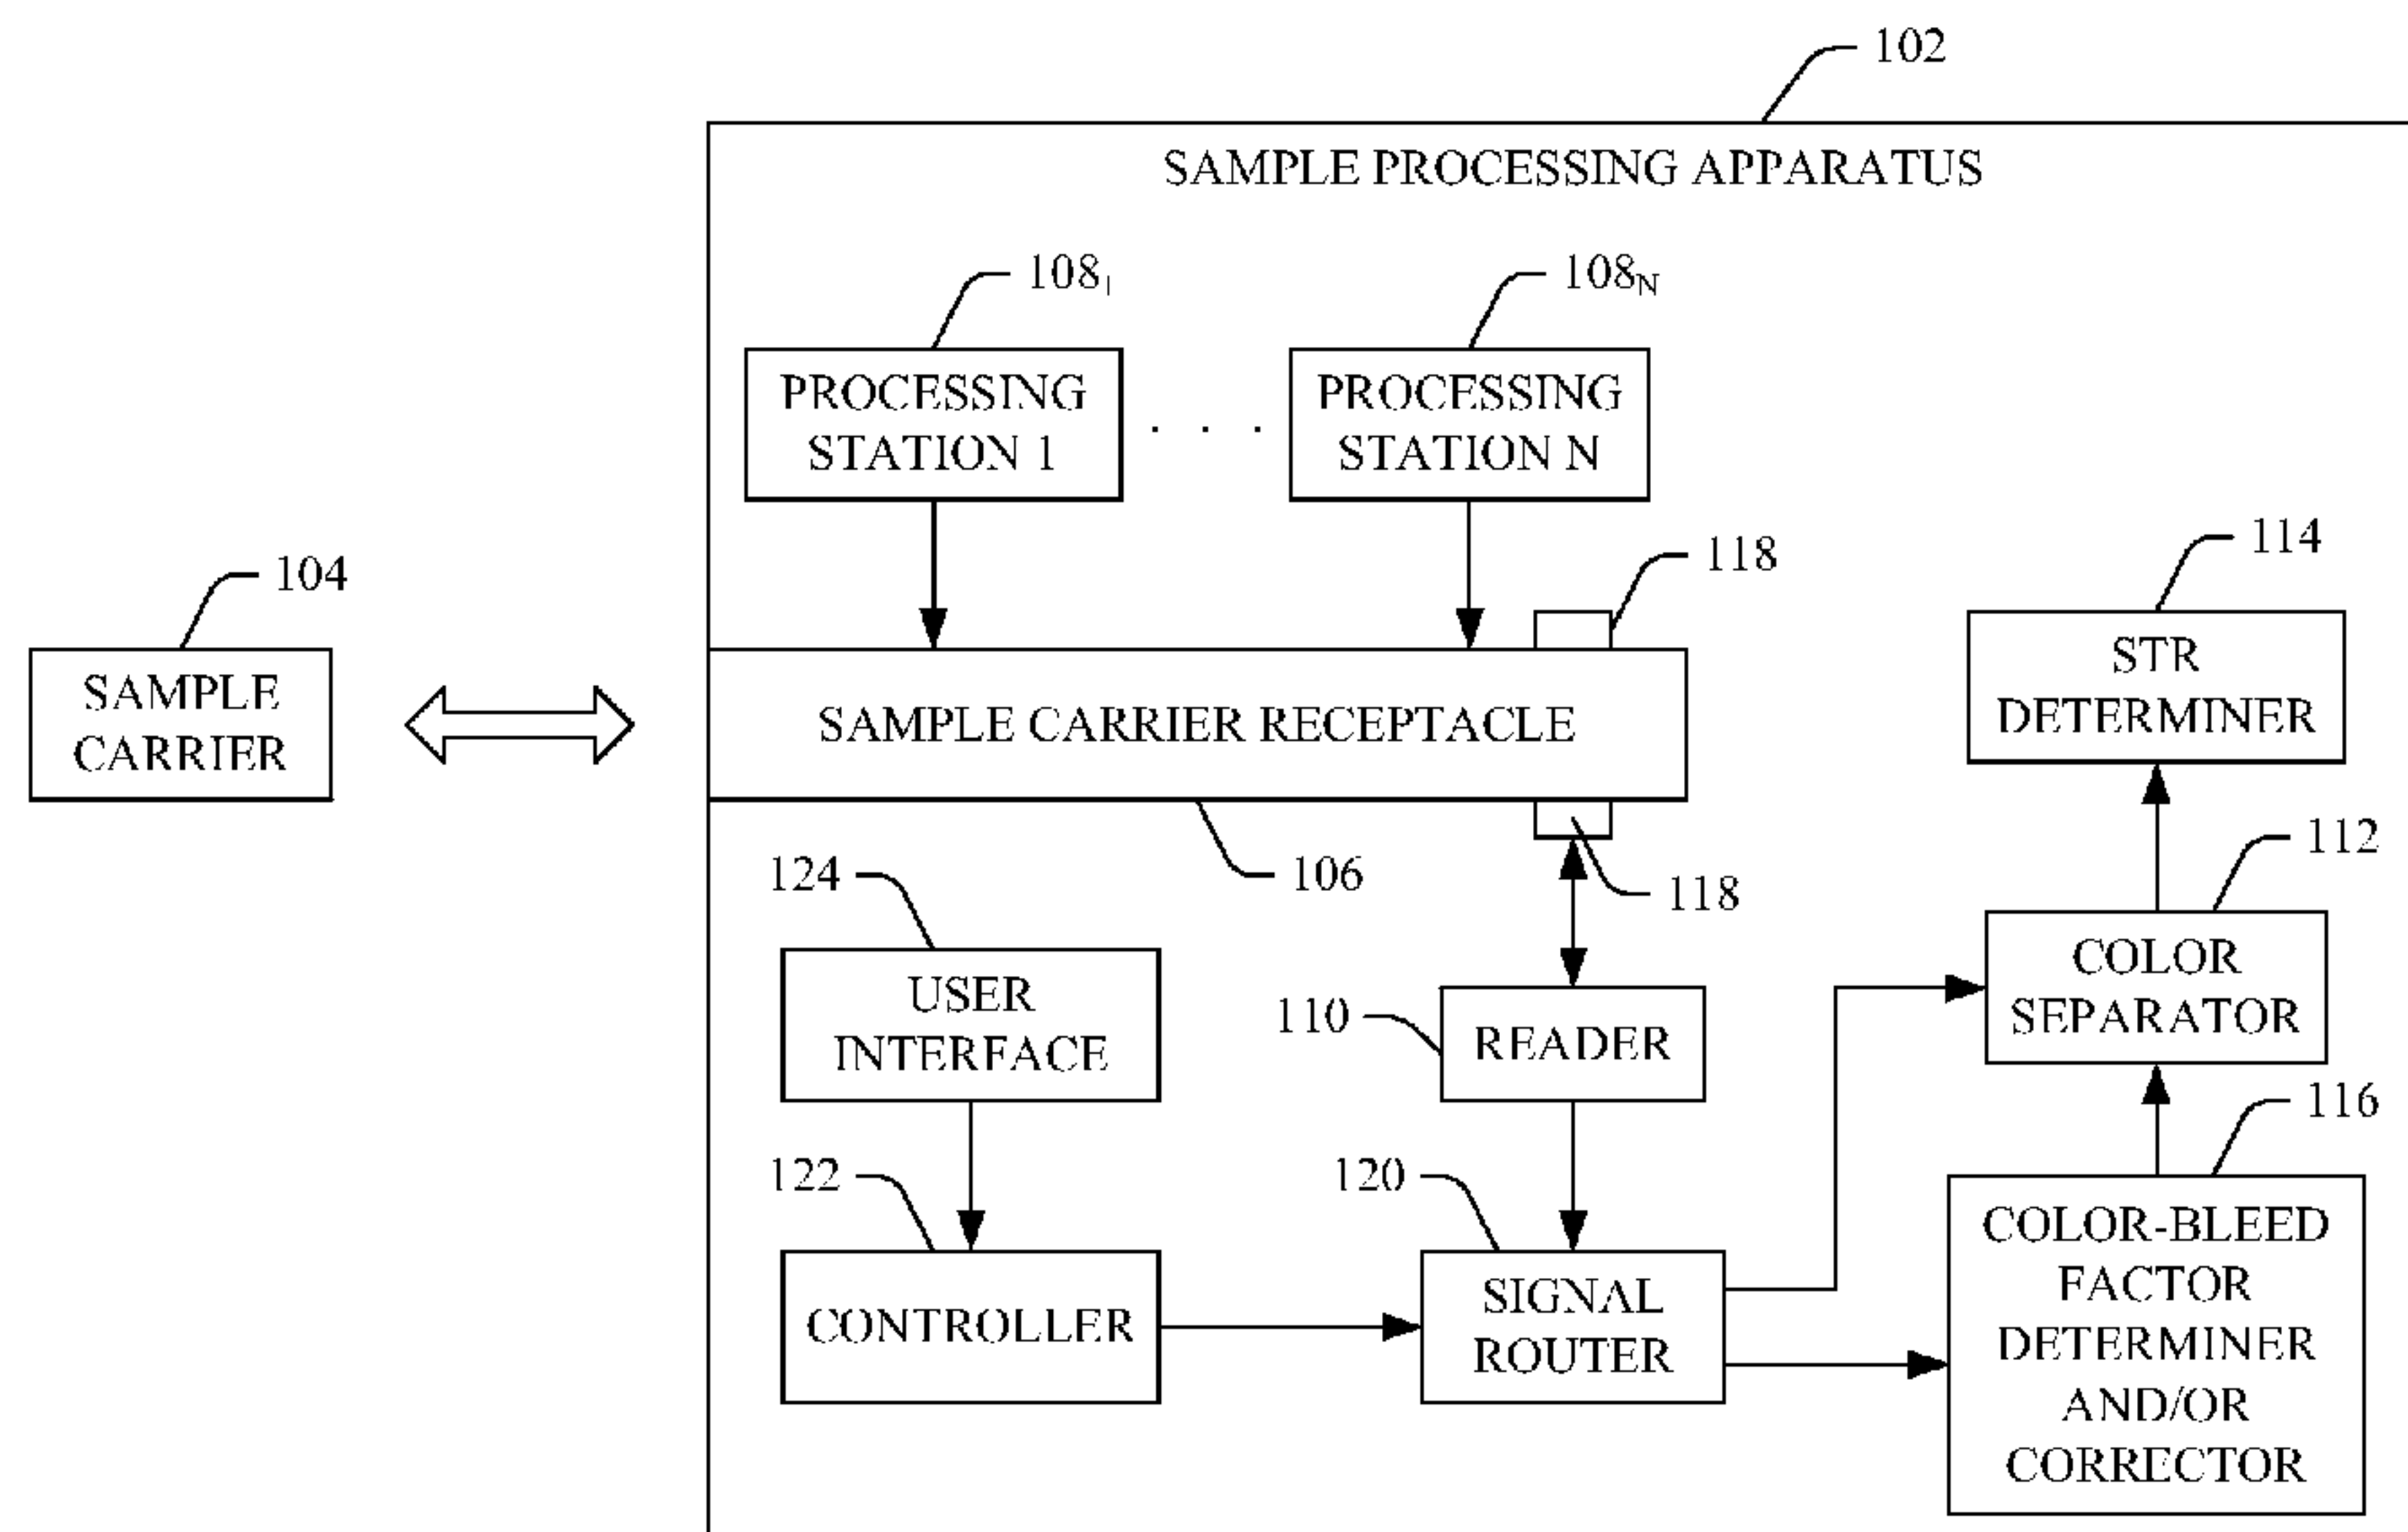 102
SAMPLE PROCESSING APPARATUS
108₁
108N
PROCESSING
STATION 1
. . .
PROCESSING
STATION N
104
118
114
SAMPLE
CARRIER
SAMPLE CARRIER RECEPTACLE
STR
DETERMINER
124
106
118
112
USER
INTERFACE
110
READER
COLOR
SEPARATOR
122
120
116
CONTROLLER
SIGNAL
ROUTER
COLOR-BLEED
FACTOR
DETERMINER
AND/OR
CORRECTOR